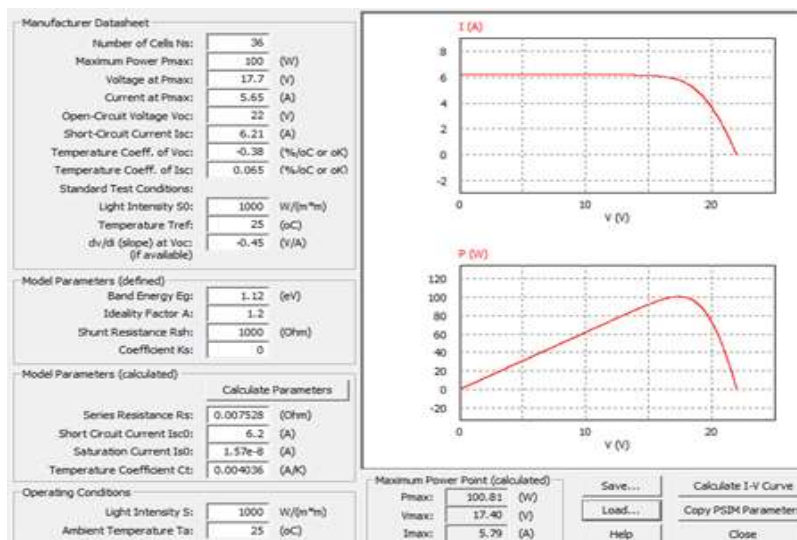 Manufacturer Datasheet
Number of Cells Ns: 36
Maximum Power Pmax: 100 (W)
Voltage at Pmax: 17.7 (V)
Current at Pmax: 5.65 (A)
Open-Circuit Voltage Voc: 22 (V)
Short-Circuit Current Isc: 6.21 (A)
Temperature Coeff. of Voc: -0.38 (%/oC or oK)
Temperature Coeff. of Isc: 0.065 (%/oC or oK)
Standard Test Conditions:
Light Intensity S0: 1000 W/(m*m)
Temperature Tref: 25 (oC)
dv/di (slope) at Voc: -0.45 (V/A)
(if available)
Model Parameters (defined)
Band Energy Eg: 1.12 (eV)
Ideality Factor A: 1.2
Shunt Resistance Rsh: 1000 (Ohm)
Coefficient Ks: 0
Model Parameters (calculated)
Calculate Parameters
Series Resistance Rs: 0.007528 (Ohm)
Short Circuit Current Isc0: 6.2 (A)
Saturation Current Is0: 1.57e-8 (A)
Temperature Coefficient Ct: 0.004036 (A/K)
Operating Conditions
Light Intensity S: 1000 W/(m*m)
Ambient Temperature Ta: 25 (oC)
I (A)
8
6
4
2
0
-2
0 10 20
V (V)
P (W)
120
100
80
60
40
20
0
-20
0 10 20
V (V)
Maximum Power Point (calculated)
Pmax: 100.81 (W)
Vmax: 17.40 (V)
Imax: 5.79 (A)
Save... Calculate I-V Curve
Load... Copy PSIM Parameters
Help Close